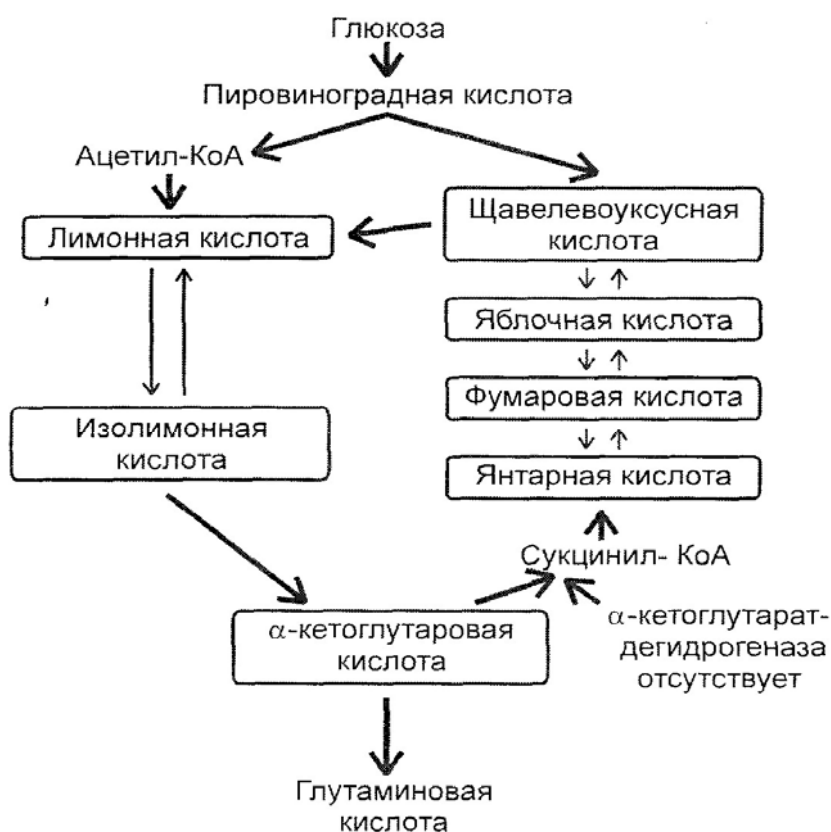 Глюкоза
Пировиноградная кислота
Ацетил-КоА
Щавелевоуксусная
кислота
Лимонная кислота
Яблочная кислота
Фумаровая кислота
Изолимонная
кислота
Янтарная кислота
Сукцинил- КоА
α-кетоглутаровая
кислота
α-кетоглутарат-
дегидрогеназа
отсутствует
Глутаминовая
кислота